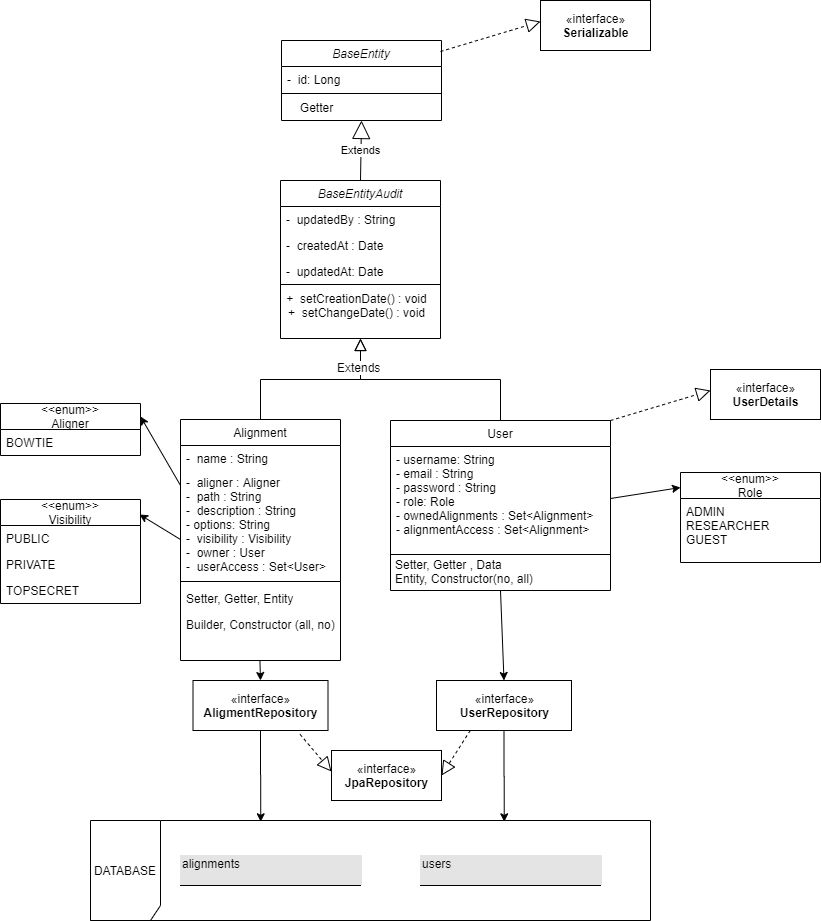 «interface»
Serializable
BaseEntity
- id: Long
Getter
Extends
BaseEntityAudit
- updatedBy : String
- createdAt : Date
- updatedAt: Date
+ setCreationDate() : void
+ setChangeDate() : void
Extends
«interface»
UserDetails
<<enum>>
Aligner
BOWTIE
Alignment
- name : String
- aligner : Aligner
- path : String
- description : String
- options: String
- visibility : Visibility
- owner : User
- userAccess : Set<User>
Setter, Getter, Entity
Builder, Constructor (all, no)
User
- username: String
- email : String
- password : String
- role: Role
- ownedAlignments : Set<Alignment>
- alignmentAccess : Set<Alignment>
Setter, Getter , Data
Entity, Constructor(no, all)
<<enum>>
Role
ADMIN
RESEARCHER
GUEST
<<enum>>
Visibility
PUBLIC
PRIVATE
TOPSECRET
«interface»
AligmentRepository
«interface»
UserRepository
«interface»
JpaRepository
DATABASE
alignments
users